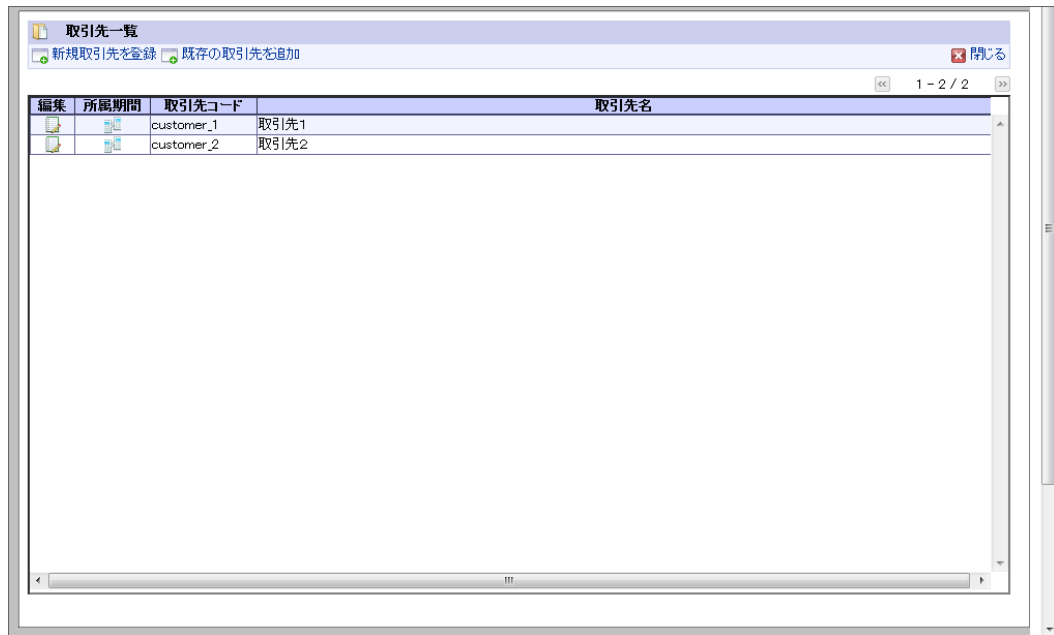 取引先一覧
新規取引先を登録 既存の取引先を追加 閉じる
<< 1 - 2 / 2 >>
編集 所属期間 取引先コード 取引先名
customer_1 取引先1
customer_2 取引先2